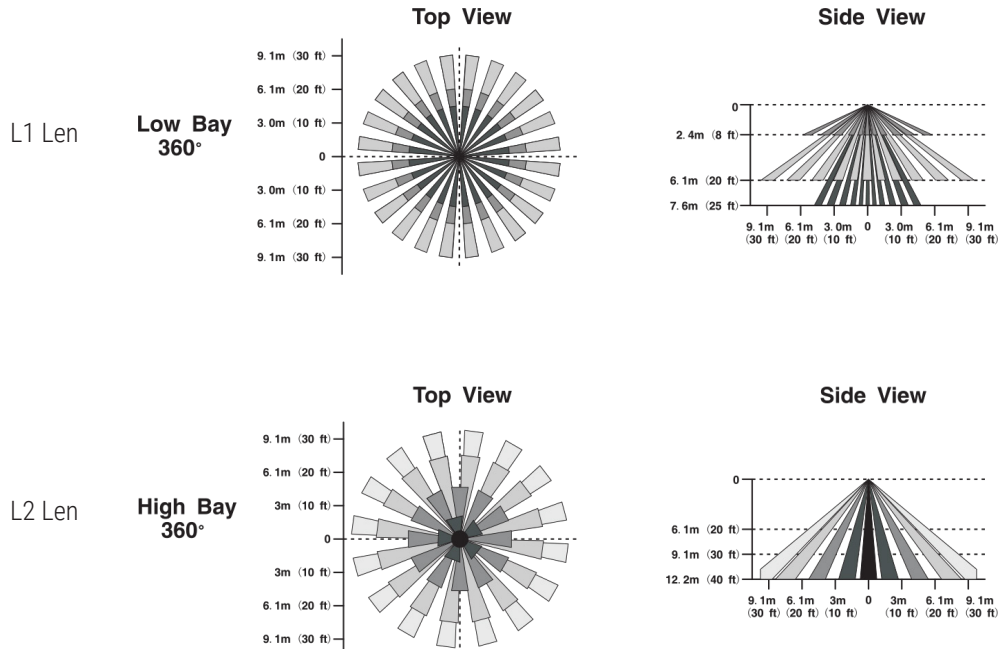 Top View
Side View
L1 Len
Low Bay
360°
9.1m (30 ft)
6.1m (20 ft)
3.0m (10 ft)
0
3.0m (10 ft)
6.1m (20 ft)
9.1m (30 ft)
0
2.4m (8 ft)
6.1m (20 ft)
7.6m (25 ft)
9.1m 6.1m 3.0m 0 3.0m 6.1m 9.1m
(30 ft) (20 ft) (10 ft) (10 ft) (20 ft) (30 ft)
Top View
Side View
L2 Len
High Bay
360°
9.1m (30 ft)
6.1m (20 ft)
3m (10 ft)
0
3m (10 ft)
6.1m (20 ft)
9.1m (30 ft)
0
6.1m (20 ft)
9.1m (30 ft)
12.2m (40 ft)
9.1m 6.1m 3m 0 3m 6.1m 9.1m
(30 ft) (20 ft) (10 ft) (10 ft) (20 ft) (30 ft)